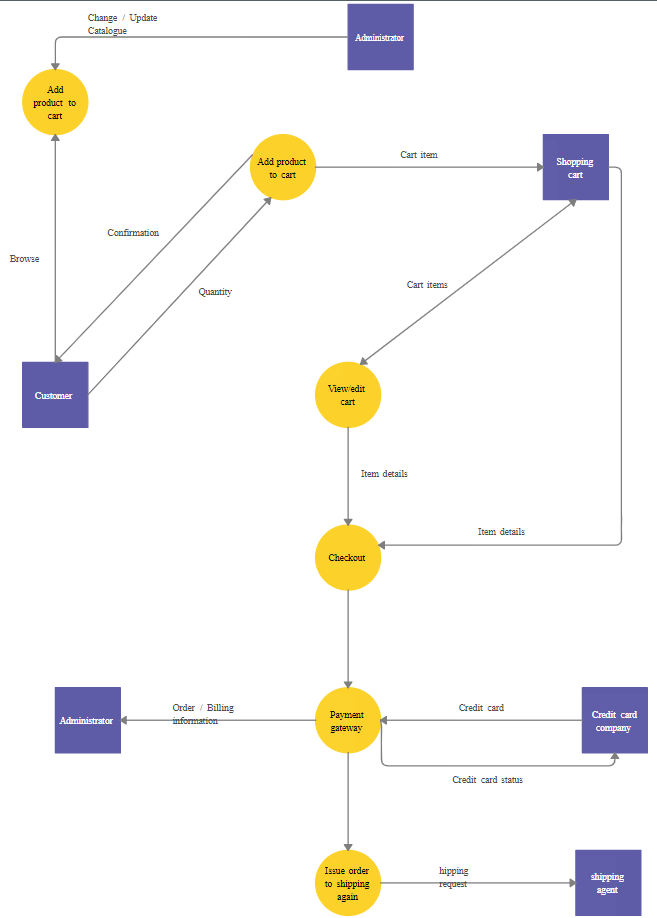 Change / Update
Catalogue
Administrator
Add
product to
cart
Add product
to cart
Cart item
Shopping
cart
Confirmation
Browse
Quantity
Cart items
Customer
View/edit
cart
Item details
Item details
Checkout
Administrator
Order / Billing
information
Payment
gateway
Credit card
Credit card
company
Credit card status
Issue order
to shipping
again
hipping
request
shipping
agent